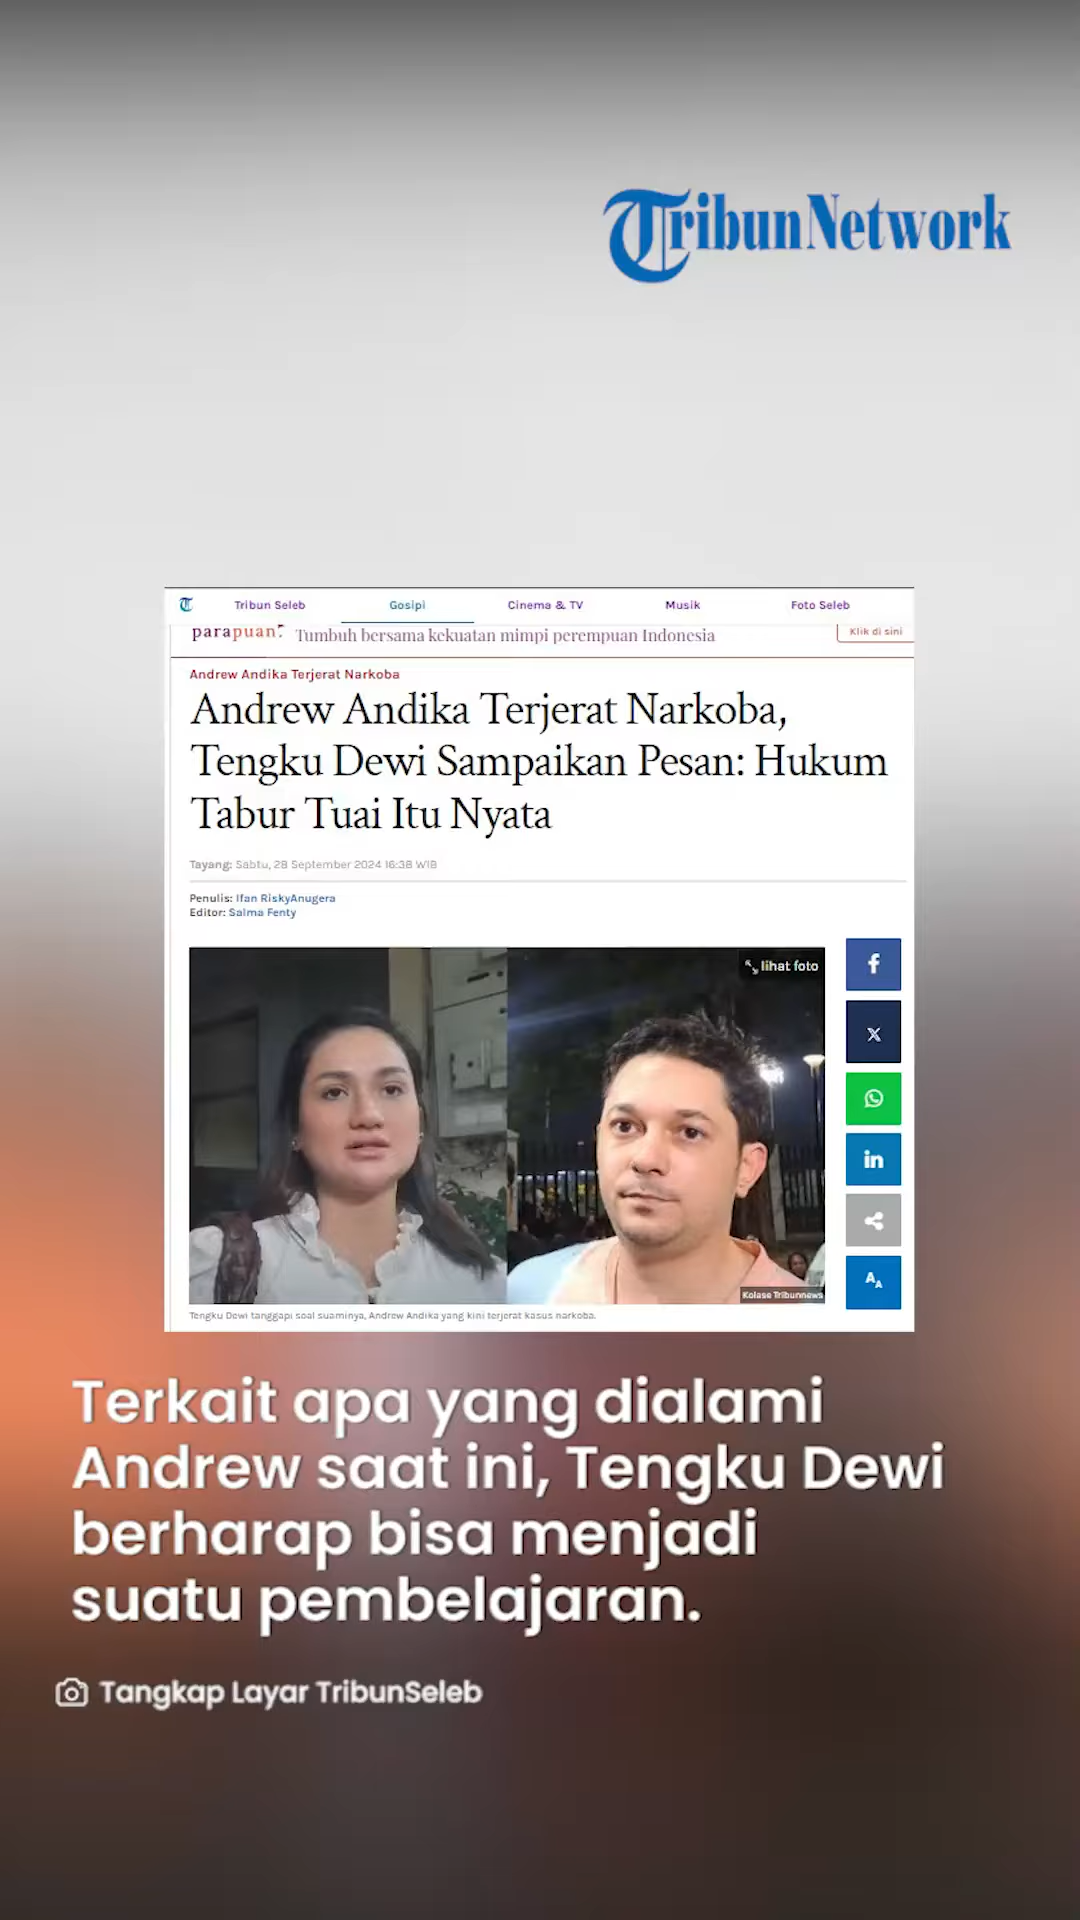 TribunNetwork
Tribun Seleb Gosipi Cinema & TV Musik Foto Seleb
parapuan. Tumbuh bersama kekuatan mimpi perempuan Indonesia Klik di sini
Andrew Andika Terjerat Narkoba
Andrew Andika Terjerat Narkoba,
Tengku Dewi Sampaikan Pesan: Hukum
Tabur Tuai Itu Nyata
Tayang: Sabtu, 28 September 2024 16:38 WIB
Penulis: Ifan RiskyAnugera
Editor: Salma Fenty
lihat foto
Kolase Tribunnews
Tengku Dewi tanggapi soal suaminya, Andrew Andika yang kini terjerat kasus narkoba.
Terkait apa yang dialami
Andrew saat ini, Tengku Dewi
berharap bisa menjadi
suatu pembelajaran.
Tangkap Layar TribunSeleb